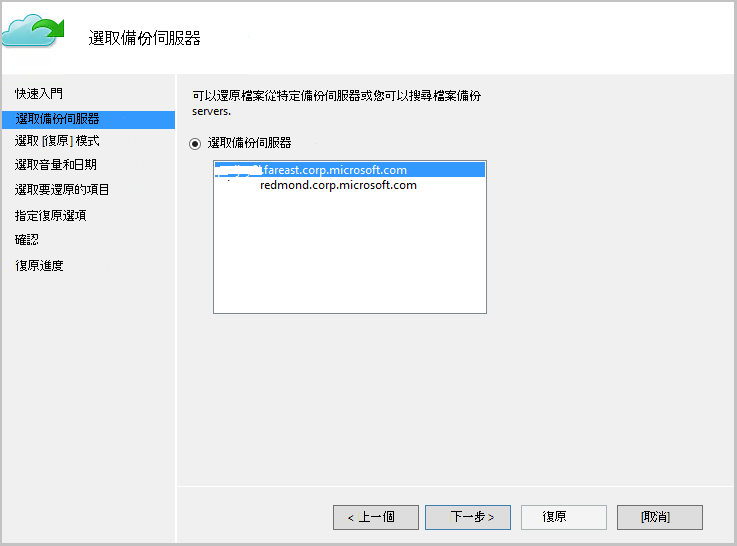 選取備份伺服器
快速入門
選取備份伺服器
選取 [復原] 模式
選取音量和日期
選取要還原的項目
指定復原選項
確認
復原進度
可以還原檔案從特定備份伺服器或您可以搜尋檔案備份
servers.
選取備份伺服器
.fareast.corp.microsoft.com
redmond.corp.microsoft.com
< 上一個
下一步 >
復原
[取消]